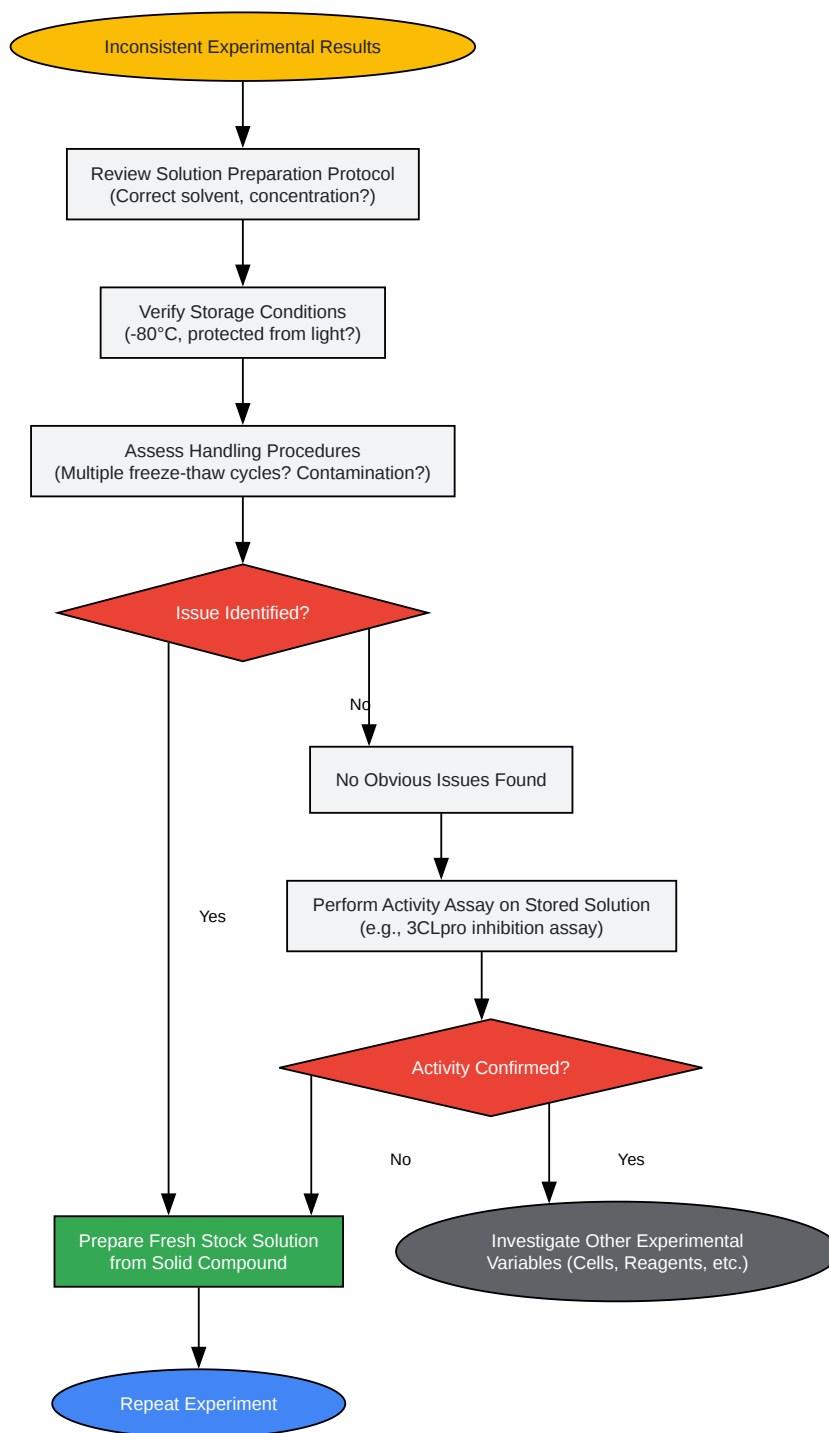 Inconsistent Experimental Results
Review Solution Preparation Protocol
(Correct solvent, concentration?)
Verify Storage Conditions
(-80°C, protected from light?)
Assess Handling Procedures
(Multiple freeze-thaw cycles? Contamination?)
Issue Identified?
No
No Obvious Issues Found
Perform Activity Assay on Stored Solution
(e.g., 3CLpro inhibition assay)
Yes
Activity Confirmed?
No
Yes
Prepare Fresh Stock Solution
from Solid Compound
Investigate Other Experimental
Variables (Cells, Reagents, etc.)
Repeat Experiment